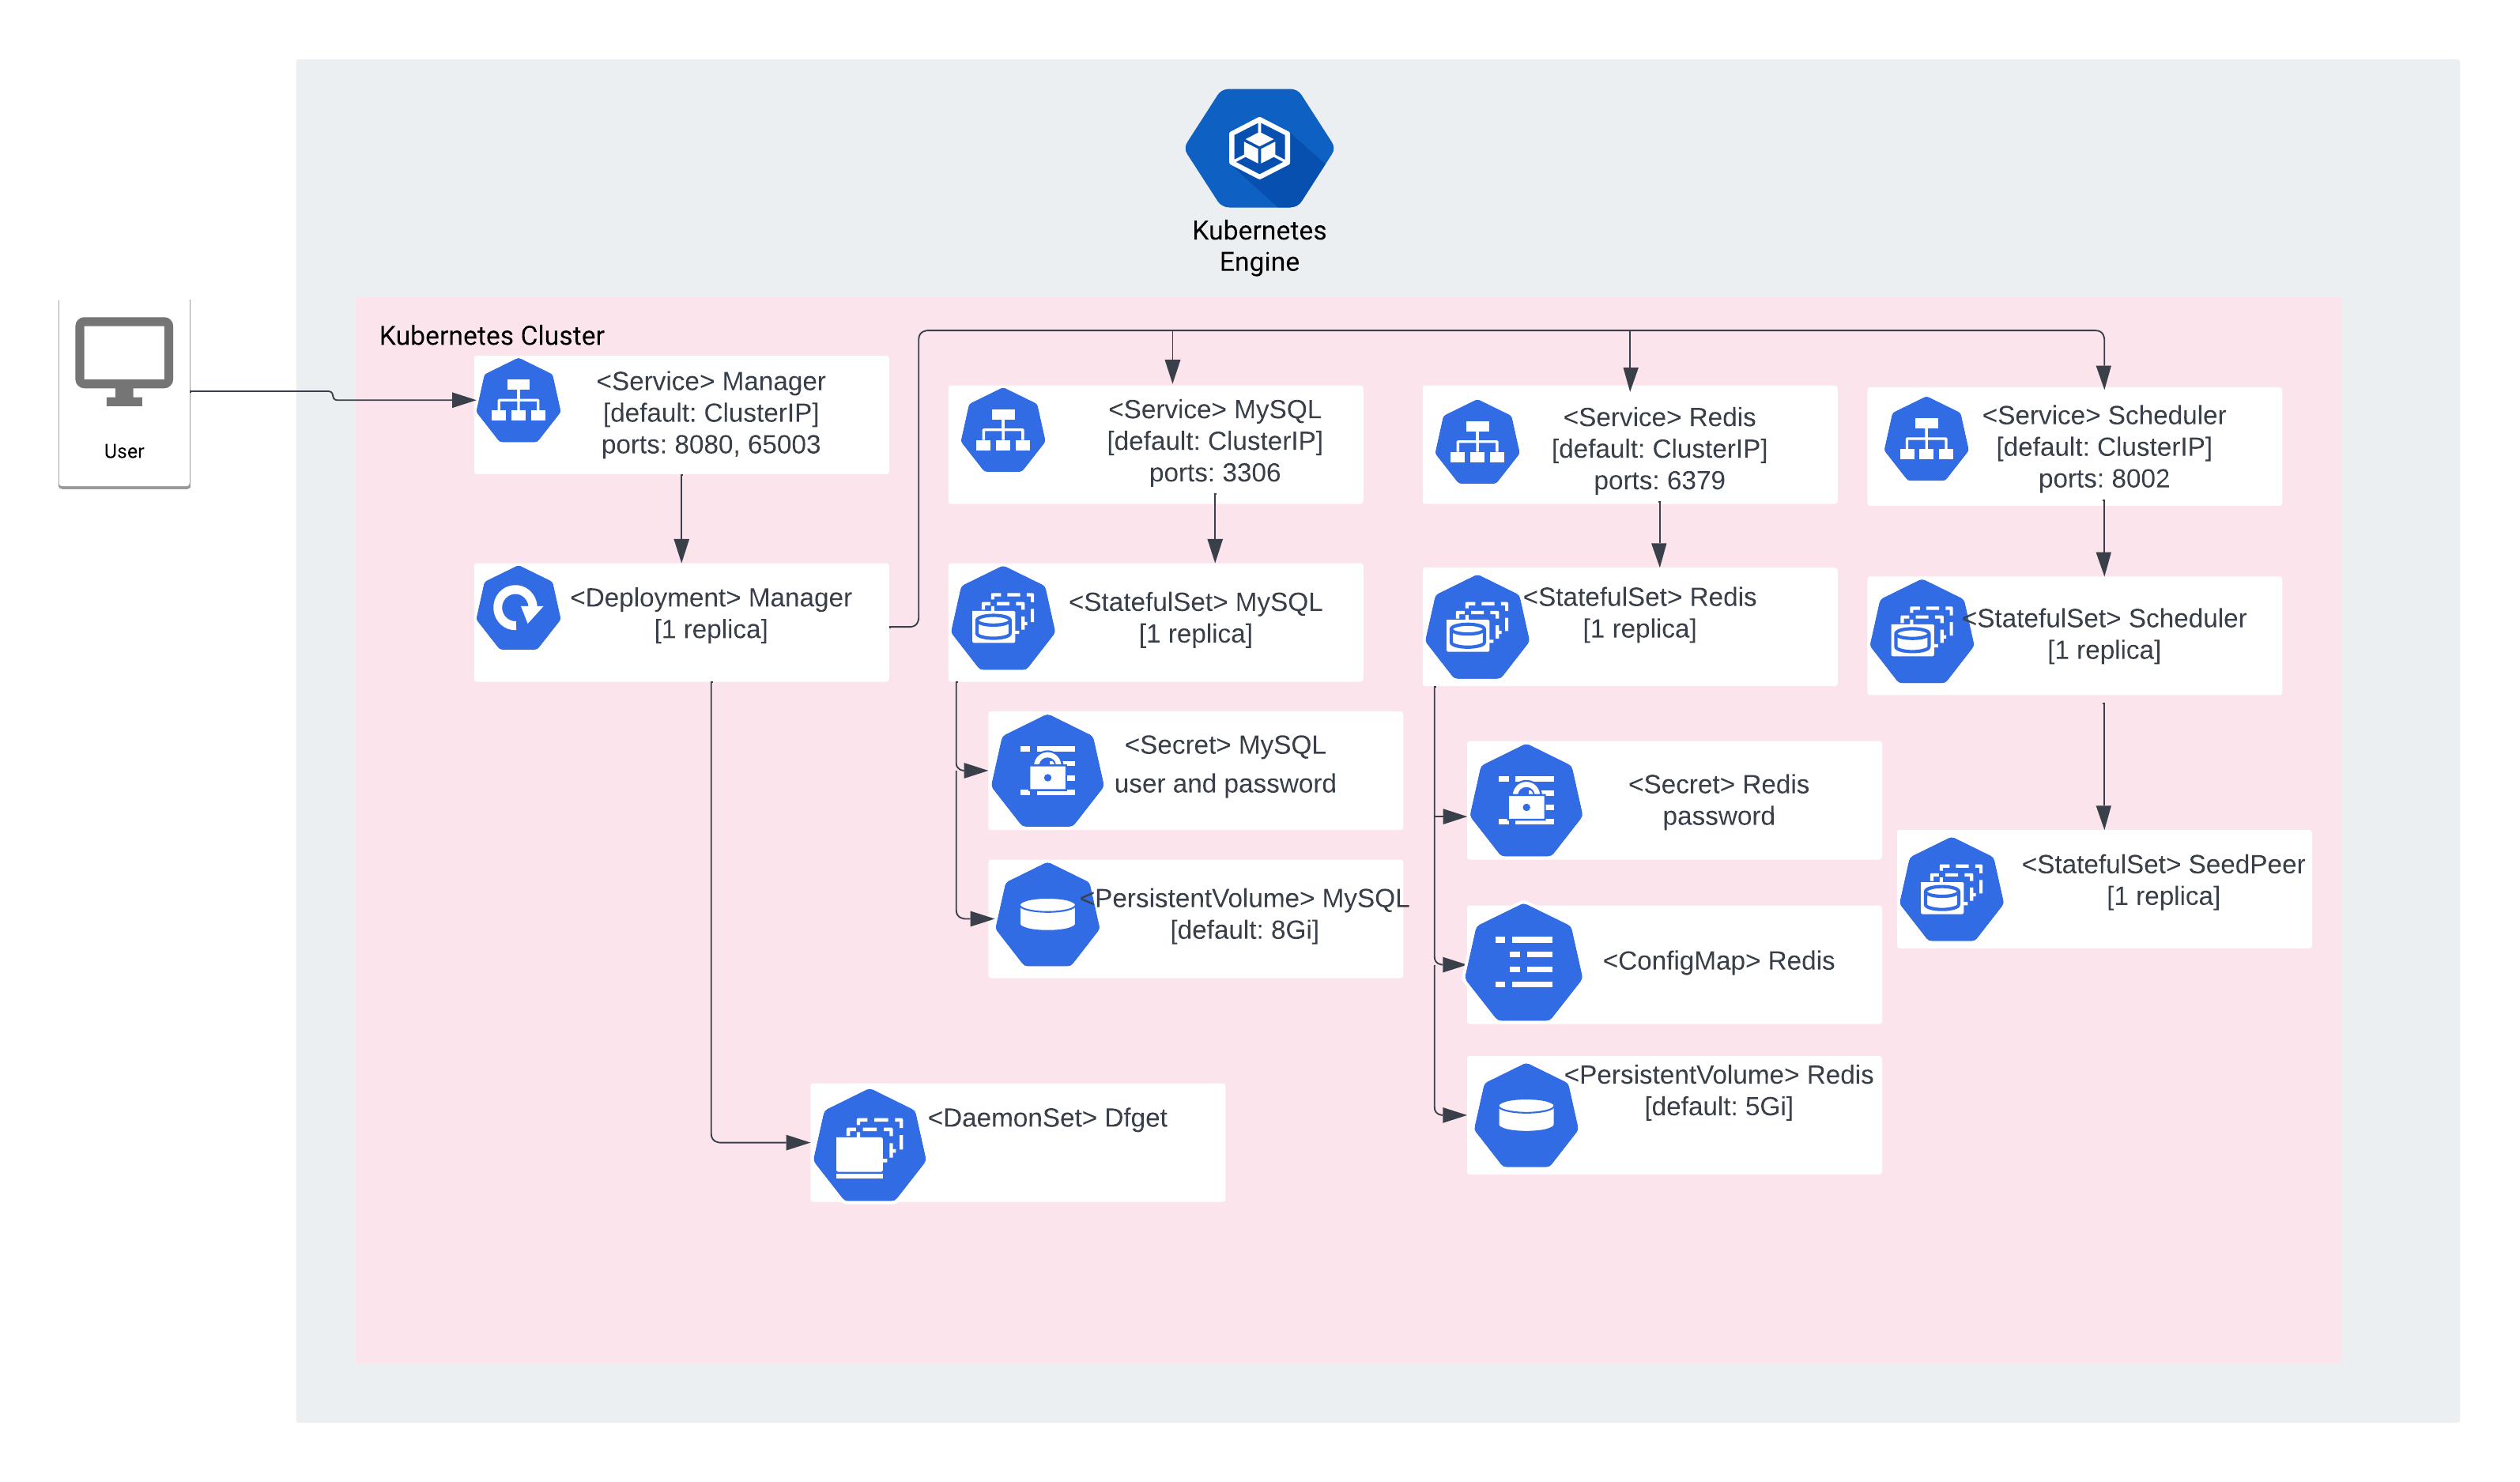 Kubernetes
Engine
Kubernetes Cluster
User
<Service> Manager
[default: ClusterIP]
ports: 8080, 65003
<Service> MySQL
[default: ClusterIP]
ports: 3306
<Service> Redis
[default: ClusterIP]
ports: 6379
<Service> Scheduler
[default: ClusterIP]
ports: 8002
<Deployment> Manager
[1 replica]
<StatefulSet> MySQL
[1 replica]
<StatefulSet> Redis
[1 replica]
<StatefulSet> Scheduler
[1 replica]
<Secret> MySQL
user and password
<Secret> Redis
password
<StatefulSet> SeedPeer
[1 replica]
<PersistentVolume> MySQL
[default: 8Gi]
<ConfigMap> Redis
<PersistentVolume> Redis
[default: 5Gi]
<DaemonSet> Dfget